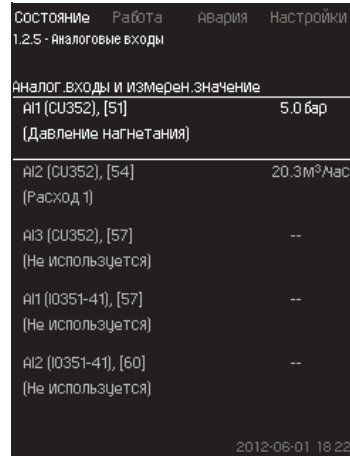 Состояние Работа Авария Настройки
1.2.5 - Аналоговые входы
Аналог.входы и измерен.значение
AI1 (CU352), [51] 5.0 бар
(Давление нагнетания)
AI2 (CU352), [54] 20.3м³/час
(Расход 1)
AI3 (CU352), [57] --
(Не используется)
AI1 (IO351-41), [57] --
(Не используется)
AI2 (IO351-41), [60] --
(Не используется)
2012-06-01 18:22